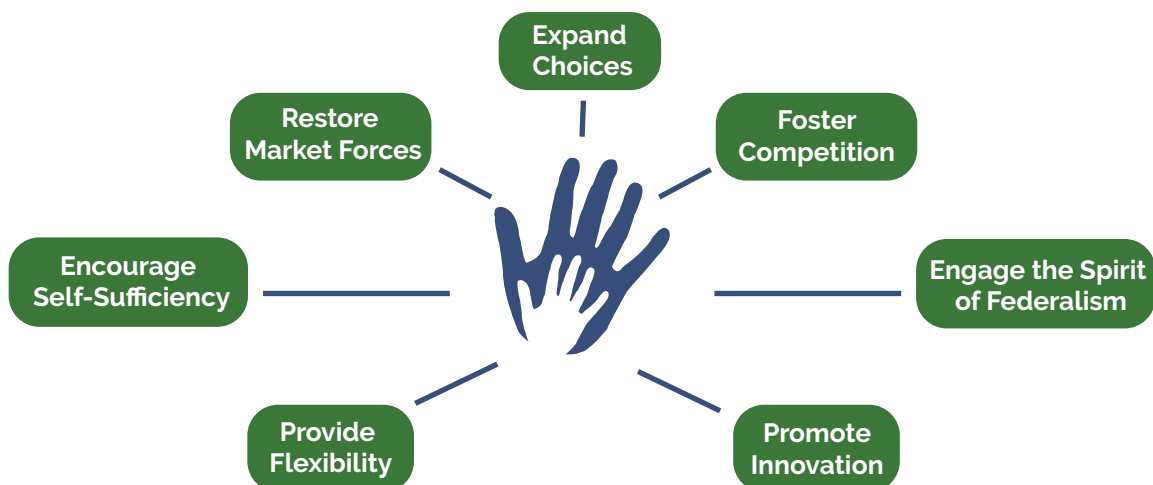 Expand
Choices
Restore
Market Forces
Foster
Competition
Encourage
Self-Sufficiency
Engage the Spirit
of Federalism
Provide
Flexibility
Promote
Innovation